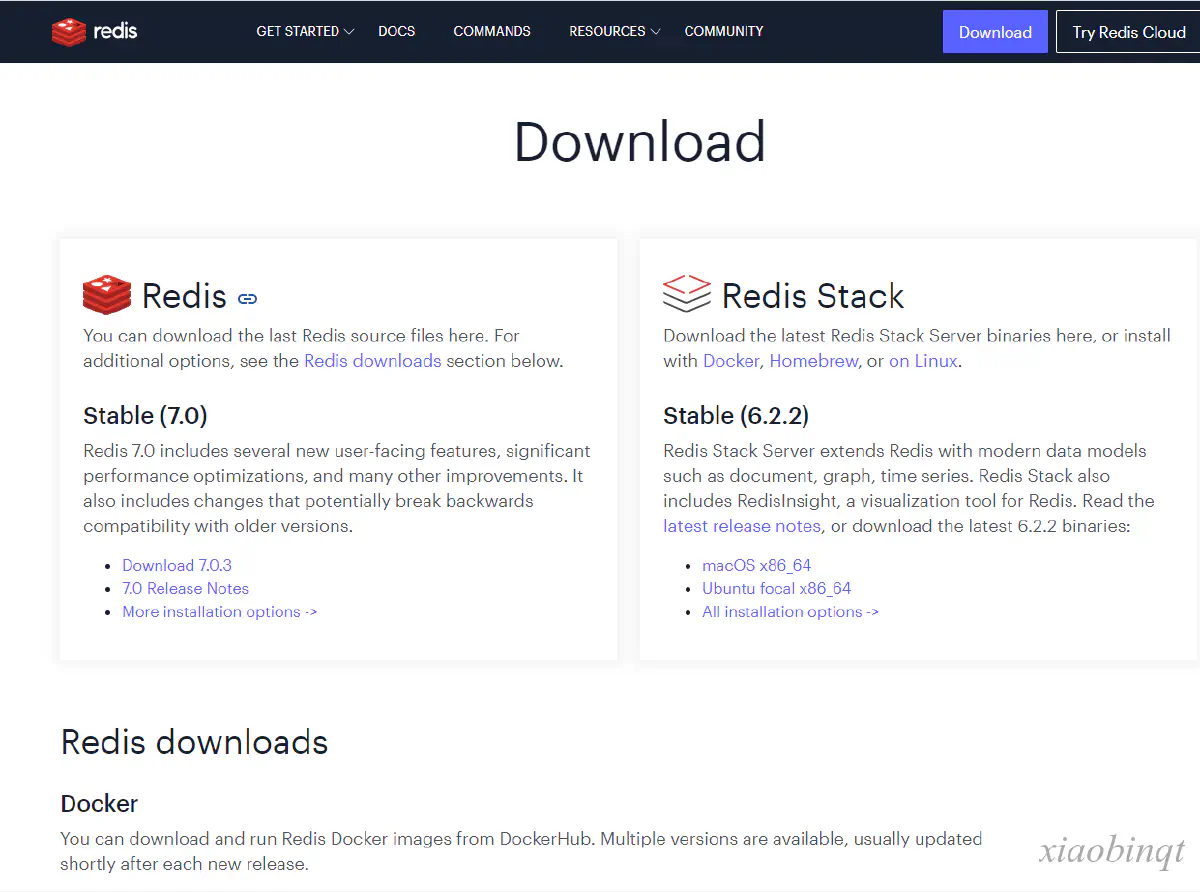 redis
GET STARTED
DOCS
COMMANDS
RESOURCES
COMMUNITY
Download
Try Redis Cloud
Download
Redis
You can download the last Redis source files here. For
additional options, see the Redis downloads section below.
Stable (7.0)
Redis 7.0 includes several new user-facing features, significant
performance optimizations, and many other improvements. It
also includes changes that potentially break backwards
compatibility with older versions.
Download 7.0.3
7.0 Release Notes
More installation options ->
Redis Stack
Download the latest Redis Stack Server binaries here, or install
with Docker, Homebrew, or on Linux.
Stable (6.2.2)
Redis Stack Server extends Redis with modern data models
such as document, graph, time series. Redis Stack also
includes RedisInsight, a visualization tool for Redis. Read the
latest release notes, or download the latest 6.2.2 binaries:
macOS x86_64
Ubuntu focal x86_64
All installation options ->
Redis downloads
Docker
You can download and run Redis Docker images from DockerHub. Multiple versions are available, usually updated
shortly after each new release.
xiaobinqt